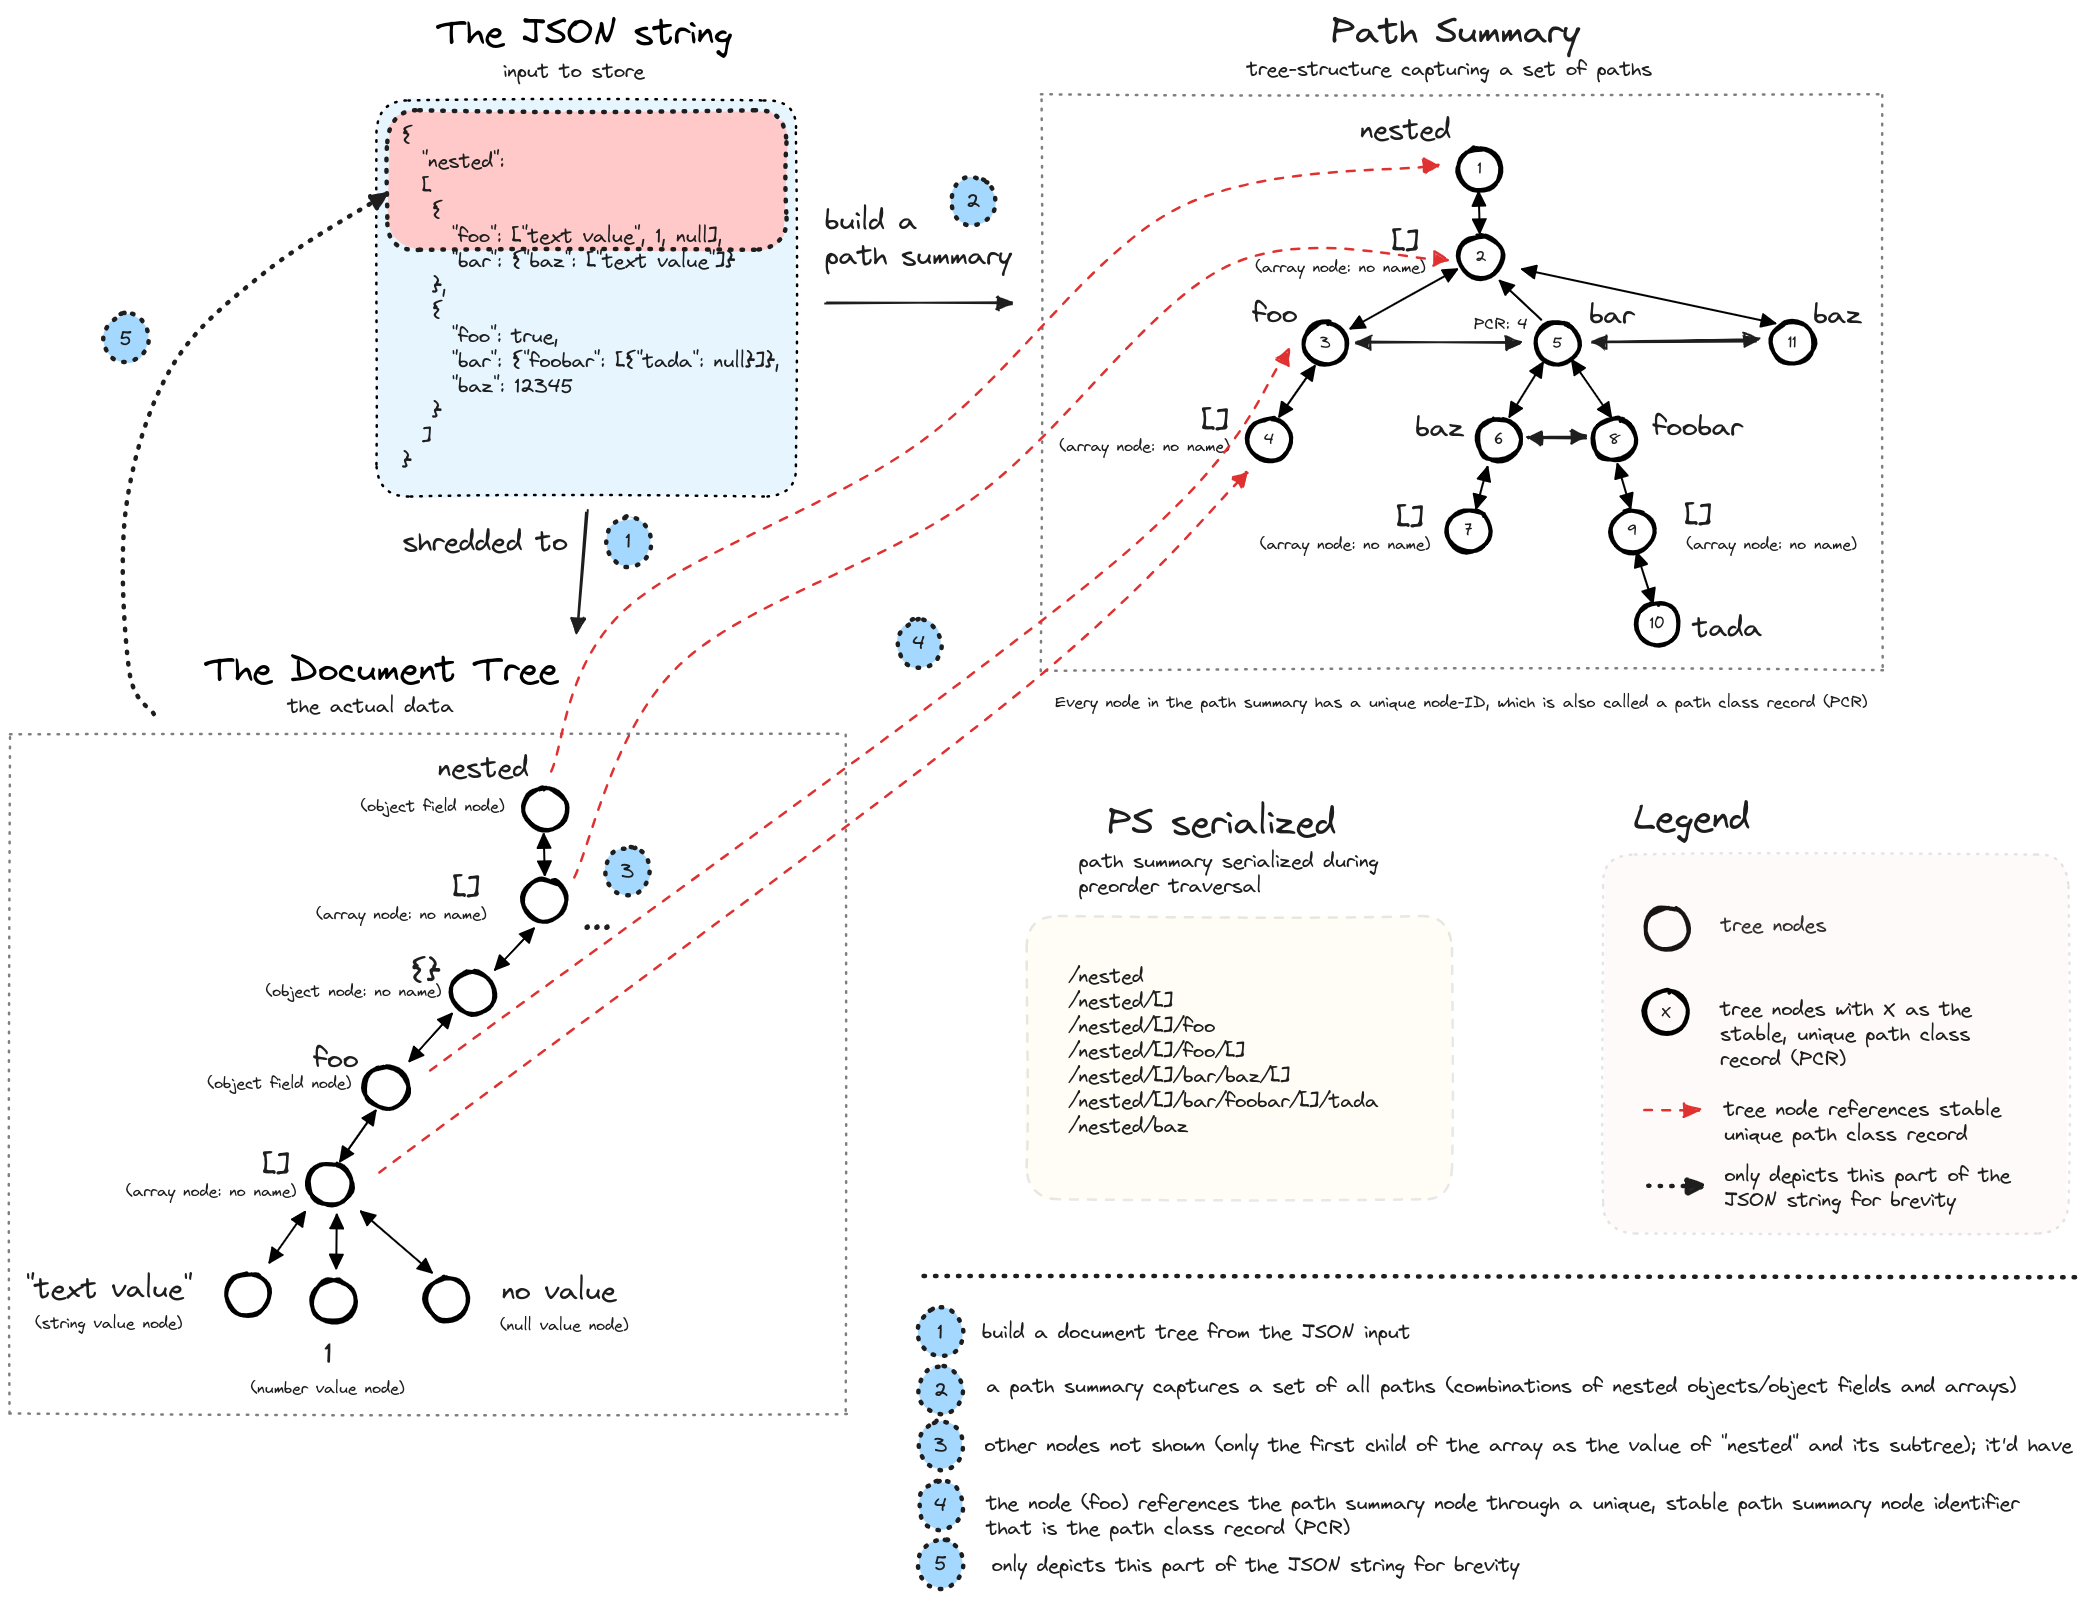 The JSON string
input to store
{
"nested":
[
{
"foo": ["text value", 1, null],
"bar": {"baz": ["text value"]}
},
{
"foo": true,
"bar": {"foobar": [{"tada": null}]},
"baz": 12345
}
]
}
5
build a
path summary
2
shredded to
1
Path Summary
tree-structure capturing a set of paths
nested
1
[]
(array node: no name)
2
foo
3
PCR: 4
5
bar
11
baz
[]
(array node: no name)
4
baz
6
8
foobar
[]
(array node: no name)
7
9
[]
(array node: no name)
10
tada
4
Every node in the path summary has a unique node-ID, which is also called a path class record (PCR)
The Document Tree
the actual data
nested
(object field node)
[]
(array node: no name)
3
...
{}
(object node: no name)
foo
(object field node)
[]
(array node: no name)
"text value"
(string value node)
1
(number value node)
no value
(null value node)
PS serialized
path summary serialized during
preorder traversal
/nested
/nested/[]
/nested/[]/foo
/nested/[]/foo/[]
/nested/[]/bar/baz/[]
/nested/[]/bar/foobar/[]/tada
/nested/baz
Legend
tree nodes
x
tree nodes with X as the
stable, unique path class
record (PCR)
tree node references stable
unique path class record
only depicts this part of the
JSON string for brevity
1
build a document tree from the JSON input
2
a path summary captures a set of all paths (combinations of nested objects/object fields and arrays)
3
other nodes not shown (only the first child of the array as the value of "nested" and its subtree); it'd have
4
the node (foo) references the path summary node through a unique, stable path summary node identifier
that is the path class record (PCR)
5
only depicts this part of the JSON string for brevity